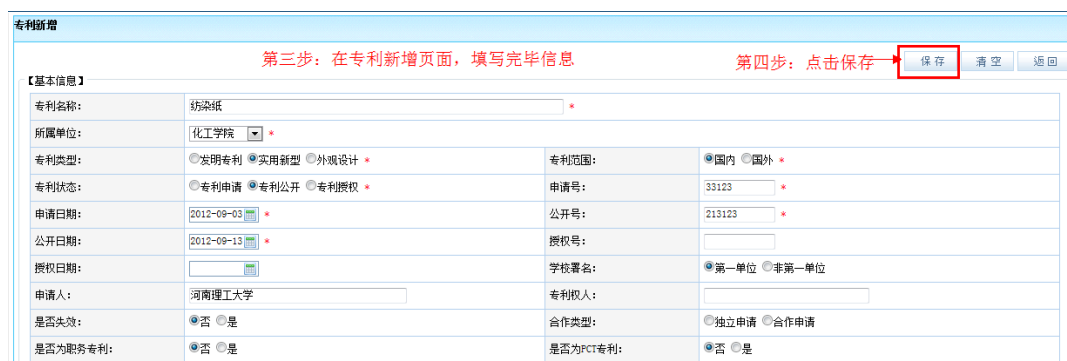 专利新增
第三步：在专利新增页面，填写完毕信息
第四步：点击保存
保存 清空 返回
【基本信息】
专利名称： 纺染纸 *
所属单位： 化工学院 *
专利类型： 发明专利 实用新型 外观设计 * 专利范围： 国内 国外 *
专利状态： 专利申请 专利公开 专利授权 * 申请号： 33123 *
申请日期： 2012-09-03 * 公开号： 213123 *
公开日期： 2012-09-13 * 授权号：
授权日期： 学校署名： 第一单位 非第一单位
申请人： 河南理工大学 专利权人：
是否失效： 否 是 合作类型： 独立申请 合作申请
是否为职务专利： 否 是 是否为PCT专利： 否 是